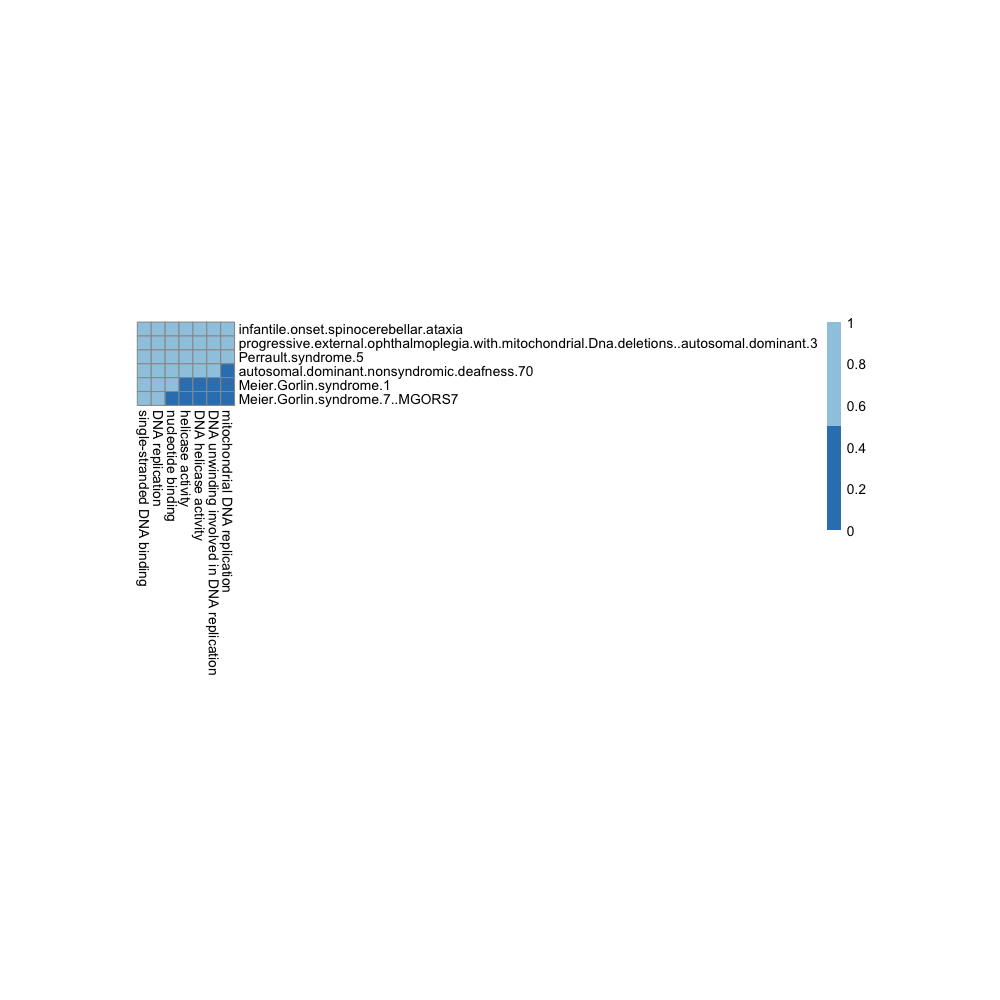 infantile.onset.spinocerebellar.ataxia
progressive.external.ophthalmoplegia.with.mitochondrial.Dna.deletions..autosomal.dominant.3
Perrault.syndrome.5
autosomal.dominant.nonsyndromic.deafness.70
Meier.Gorlin.syndrome.1
Meier.Gorlin.syndrome.7..MGORS7
single-stranded DNA binding
DNA replication
nucleotide binding
helicase activity
DNA helicase activity
DNA unwinding involved in DNA replication
mitochondrial DNA replication
1
0.8
0.6
0.4
0.2
0